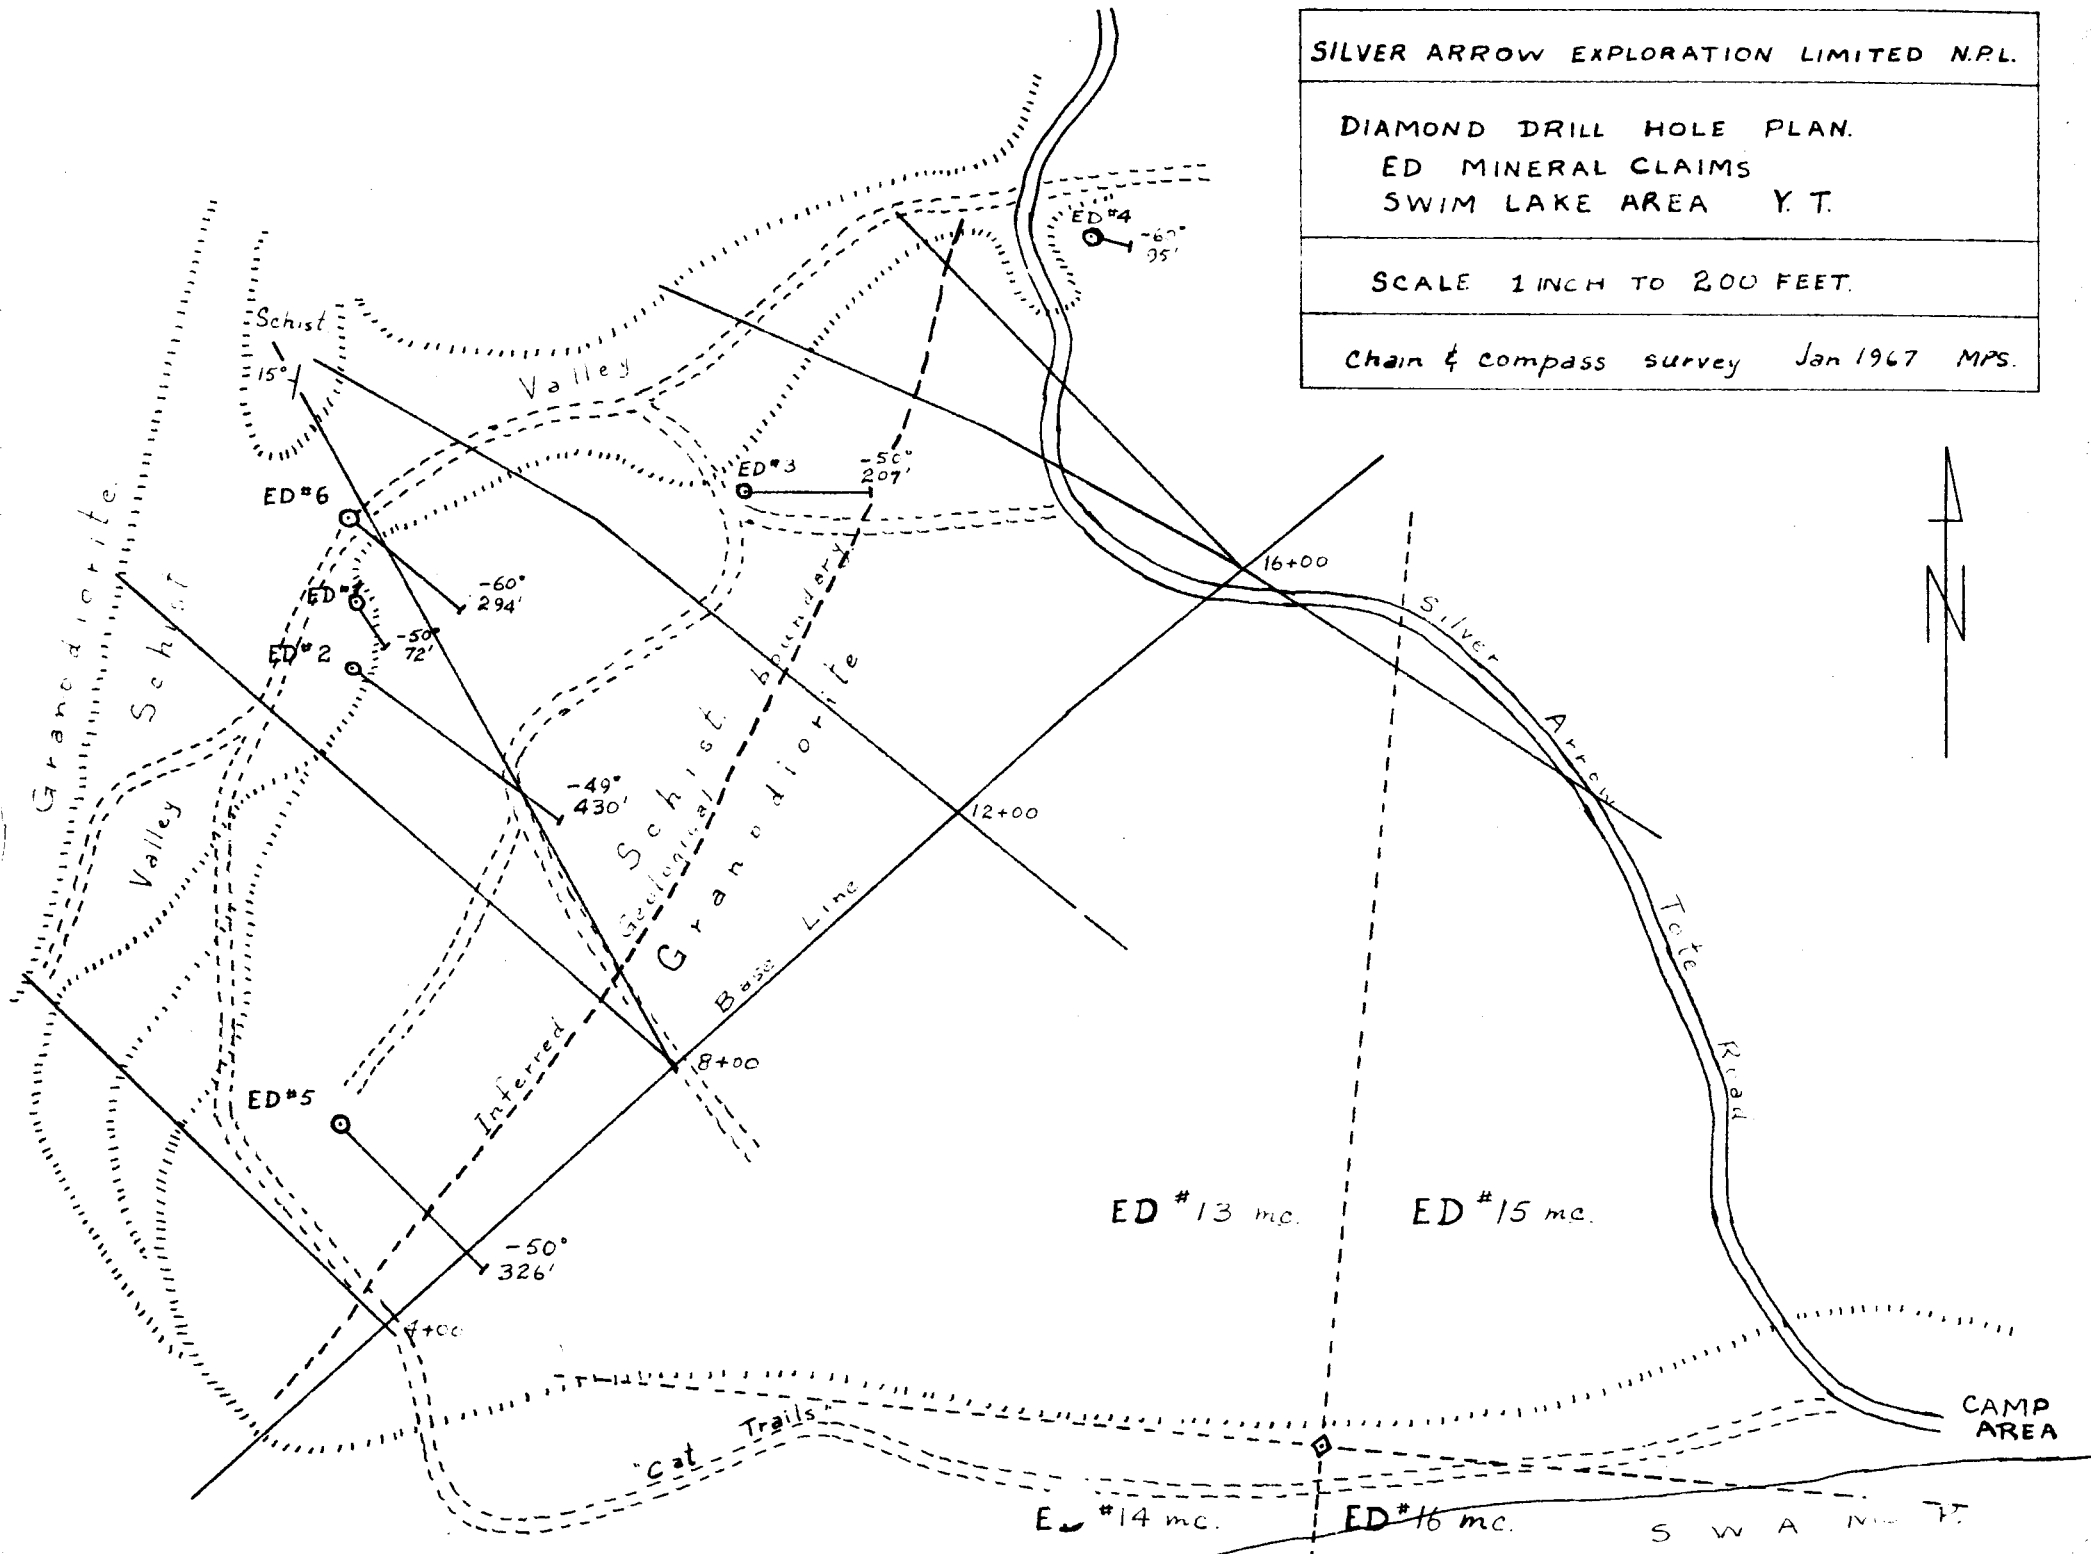 SILVER ARROW EXPLORATION LIMITED N.P.L.
DIAMOND DRILL HOLE PLAN.
ED MINERAL CLAIMS
SWIM LAKE AREA Y.T.
SCALE 1 INCH TO 200 FEET.
Chain & compass survey Jan 1967 MPS.
N
ED #4
-60°
95'
Schist
15°
Valley
ED #3
-50°
207'
ED #6
-60°
294'
ED #1
-50°
72'
ED #2
-49°
430'
Granodiorite
Schist
Valley
Schist
Granodiorite
Inferred Geological boundary
Base Line
16+00
12+00
8+00
4+00
ED #5
-50°
326'
Silver Arrow Tote Road
ED #13 mc.
ED #15 mc.
#14 mc.
ED #16 mc.
"Cat Trails"
CAMP
AREA
S W A M P.